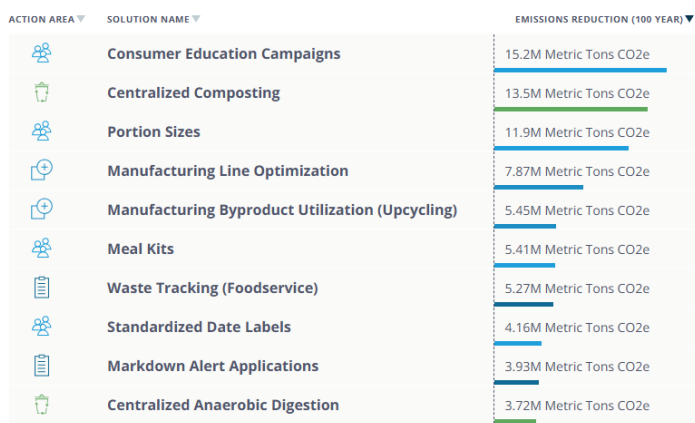 ACTION AREA SOLUTION NAME EMISSIONS REDUCTION (100 YEAR)
Consumer Education Campaigns 15.2M Metric Tons CO2e
Centralized Composting 13.5M Metric Tons CO2e
Portion Sizes 11.9M Metric Tons CO2e
Manufacturing Line Optimization 7.87M Metric Tons CO2e
Manufacturing Byproduct Utilization (Upcycling) 5.45M Metric Tons CO2e
Meal Kits 5.41M Metric Tons CO2e
Waste Tracking (Foodservice) 5.27M Metric Tons CO2e
Standardized Date Labels 4.16M Metric Tons CO2e
Markdown Alert Applications 3.93M Metric Tons CO2e
Centralized Anaerobic Digestion 3.72M Metric Tons CO2e